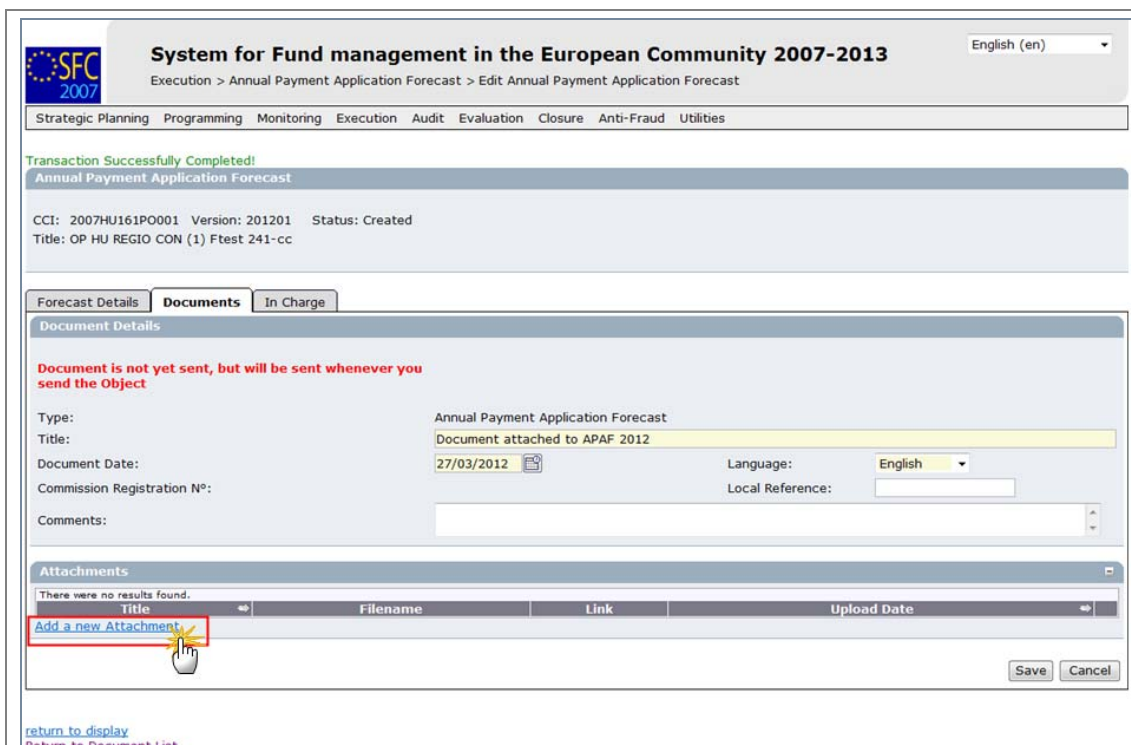 SFC
2007
System for Fund management in the European Community 2007-2013
English (en)
Execution > Annual Payment Application Forecast > Edit Annual Payment Application Forecast
Strategic Planning Programming Monitoring Execution Audit Evaluation Closure Anti-Fraud Utilities
Transaction Successfully Completed!
Annual Payment Application Forecast
CCI: 2007HU161PO001 Version: 201201 Status: Created
Title: OP HU REGIO CON (1) Ftest 241-cc
Forecast Details Documents In Charge
Document Details
Document is not yet sent, but will be sent whenever you
send the Object
Type: Annual Payment Application Forecast
Title: Document attached to APAF 2012
Document Date: 27/03/2012 Language: English
Commission Registration Nº: Local Reference:
Comments:
Attachments
There were no results found.
Title Filename Link Upload Date
Add a new Attachment
Save Cancel
return to display
Return to Document List